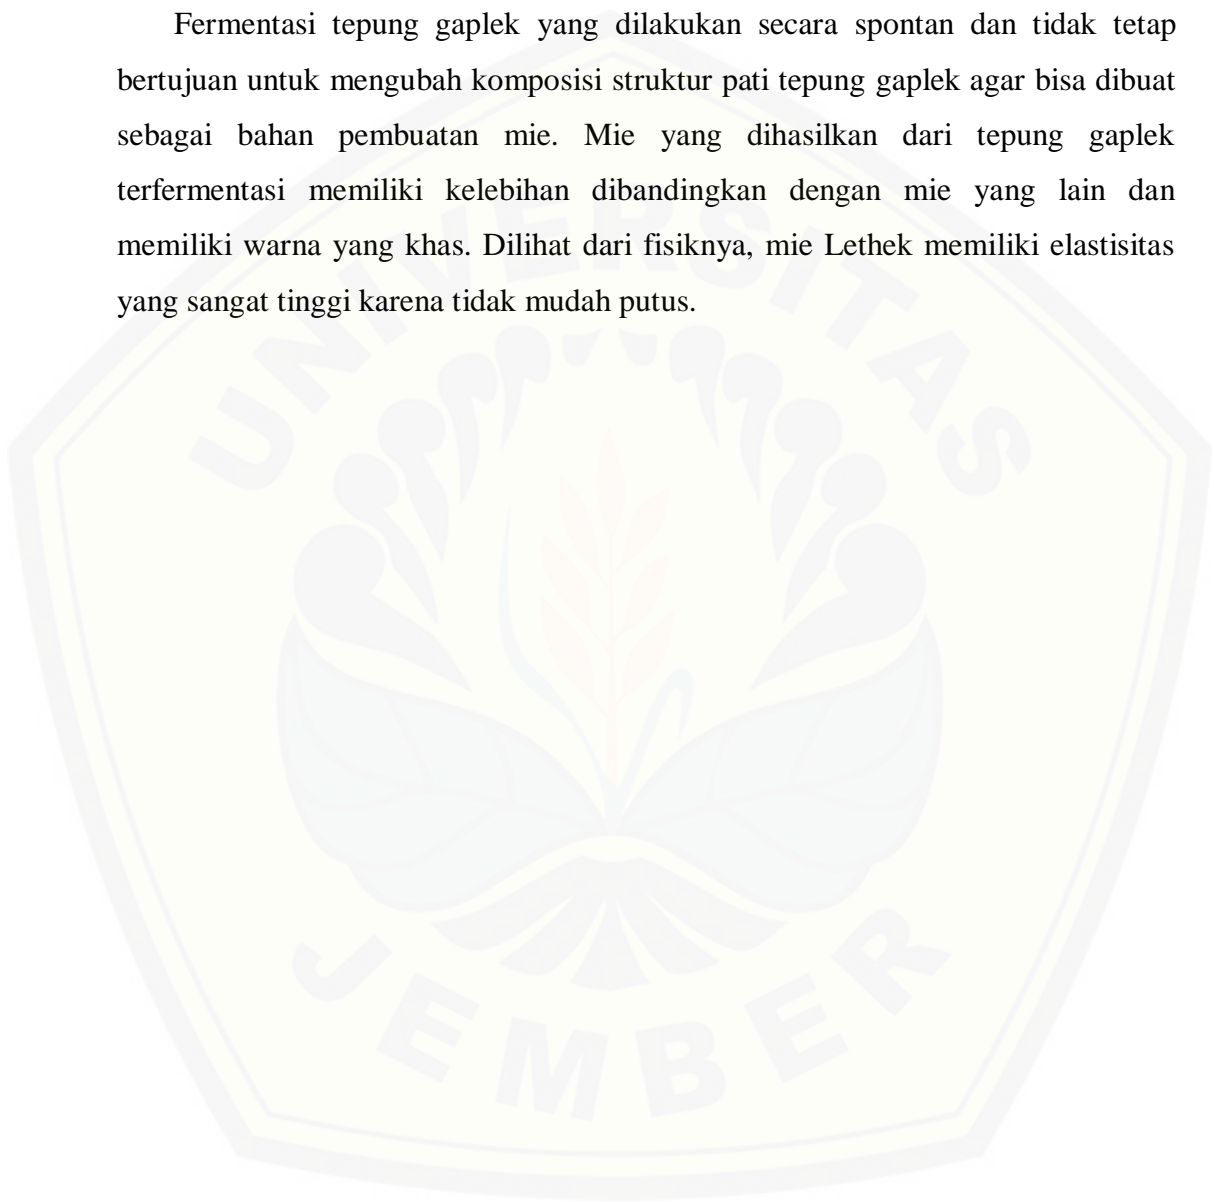 Fermentasi tepung gaplek yang dilakukan secara spontan dan tidak tetap
bertujuan untuk mengubah komposisi struktur pati tepung gaplek agar bisa dibuat
sebagai bahan pembuatan mie. Mie yang dihasilkan dari tepung gaplek
terfermentasi memiliki kelebihan dibandingkan dengan mie yang lain dan
memiliki warna yang khas. Dilihat dari fisiknya, mie Lethek memiliki elastisitas
yang sangat tinggi karena tidak mudah putus.
UNIVERSITAS
JEMBER